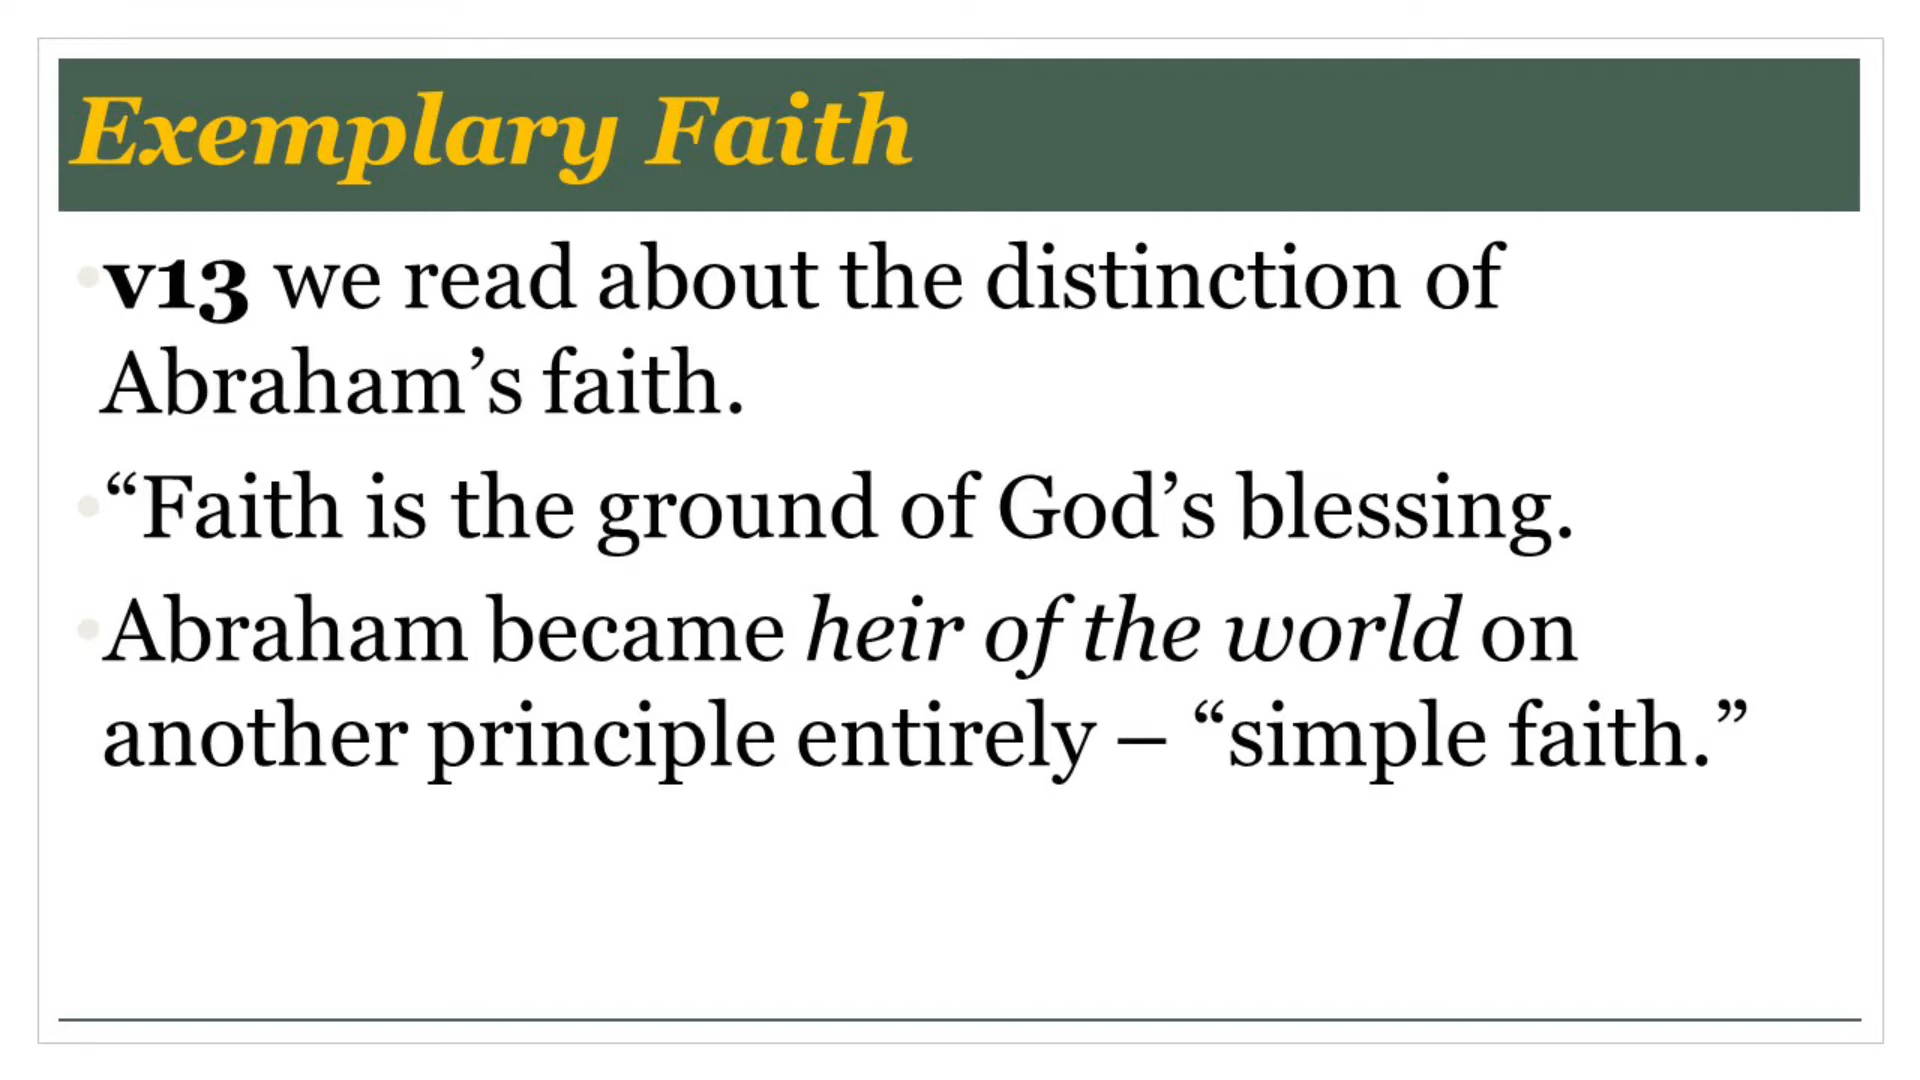 Exemplary Faith
•v13 we read about the distinction of
Abraham’s faith.
•“Faith is the ground of God’s blessing.
•Abraham became heir of the world on
another principle entirely – “simple faith.”